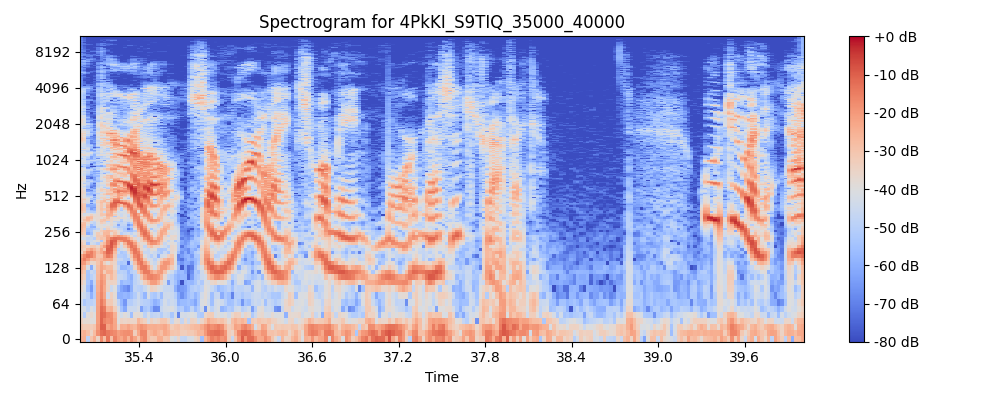 Spectrogram for 4PkKI_S9TIQ_35000_40000
8192
4096
2048
1024
512
256
128
64
0
Hz
35.4 36.0 36.6 37.2 37.8 38.4 39.0 39.6
Time
+0 dB
-10 dB
-20 dB
-30 dB
-40 dB
-50 dB
-60 dB
-70 dB
-80 dB